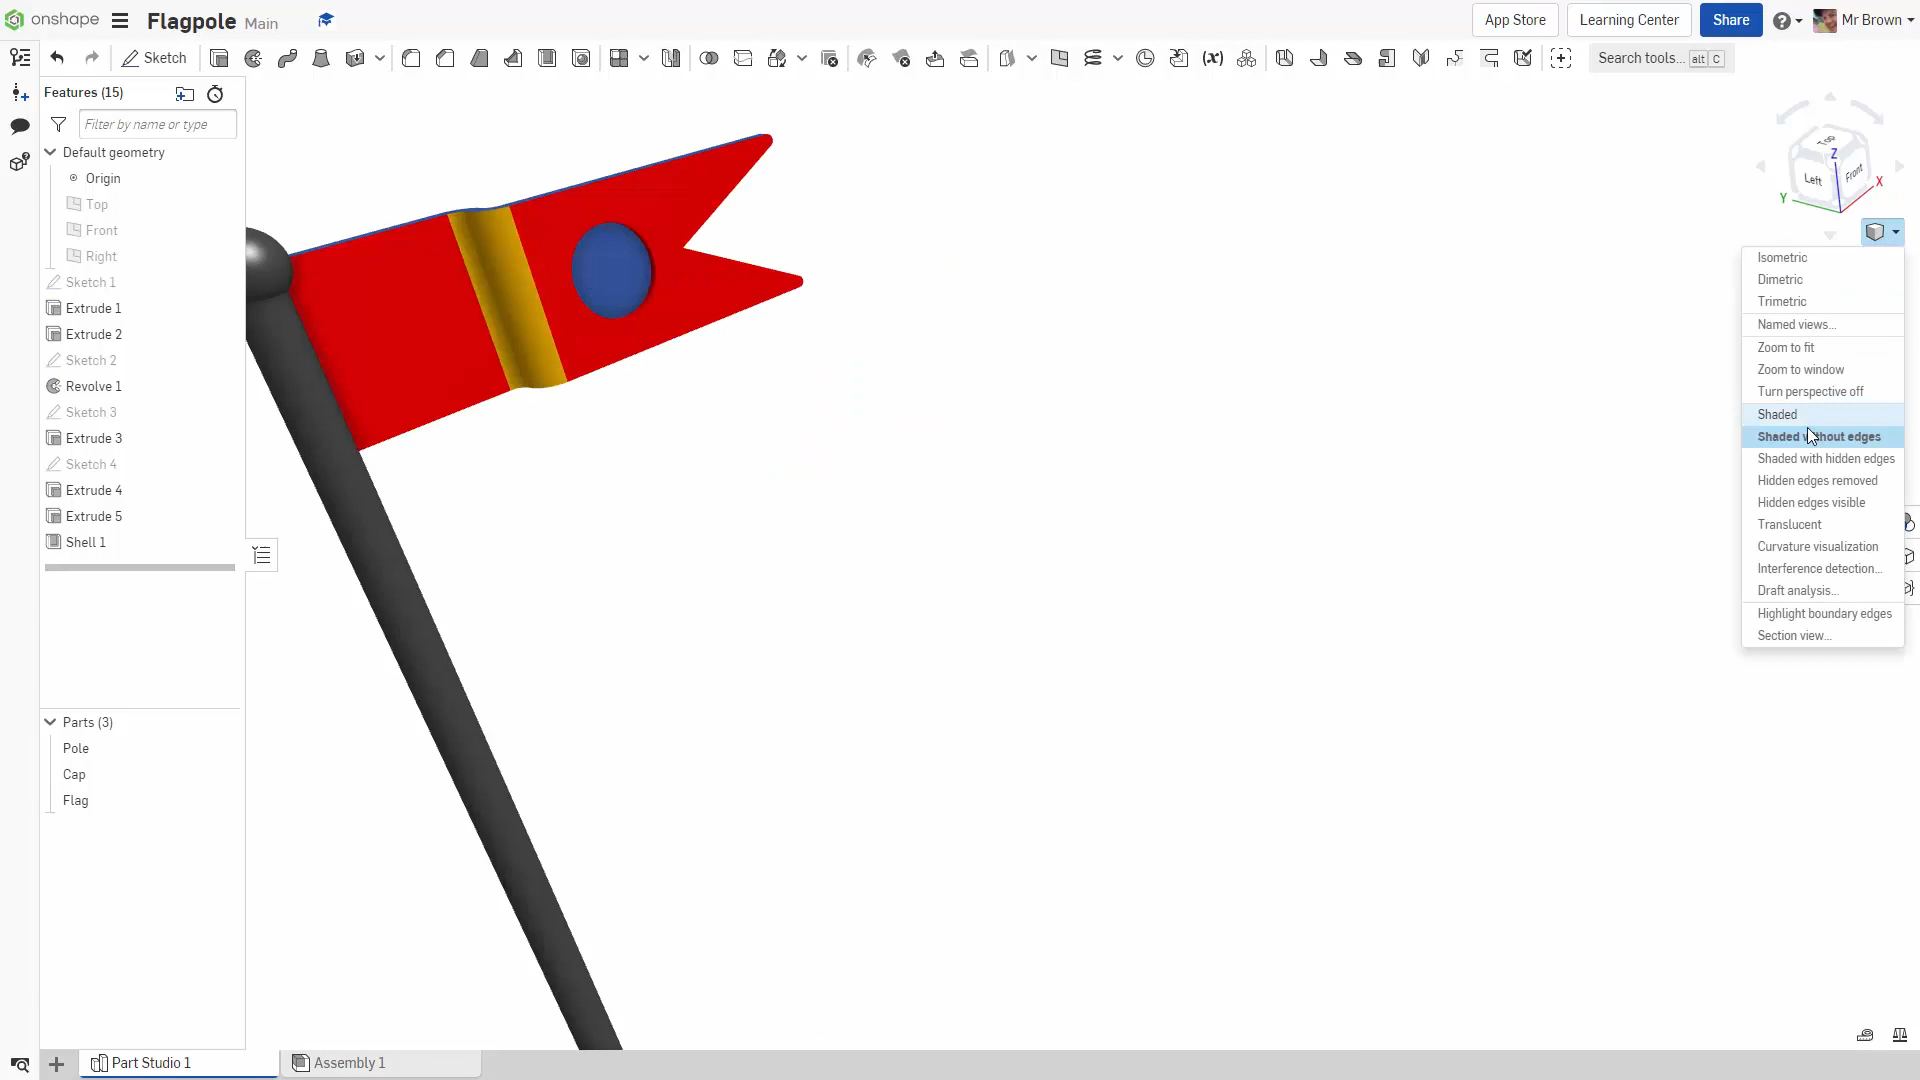 onshape
Flagpole Main
App Store
Learning Center
Share
Mr Brown
Sketch
Search tools... alt C
Features (15)
Filter by name or type
Default geometry
Origin
Top
Front
Right
Sketch 1
Extrude 1
Extrude 2
Sketch 2
Revolve 1
Sketch 3
Extrude 3
Sketch 4
Extrude 4
Extrude 5
Shell 1
Parts (3)
Pole
Cap
Flag
Top
Z
Left
Front
X
Y
Isometric
Dimetric
Trimetric
Named views...
Zoom to fit
Zoom to window
Turn perspective off
Shaded
Shaded without edges
Shaded with hidden edges
Hidden edges removed
Hidden edges visible
Translucent
Curvature visualization
Interference detection...
Draft analysis...
Highlight boundary edges
Section view...
Part Studio 1
Assembly 1